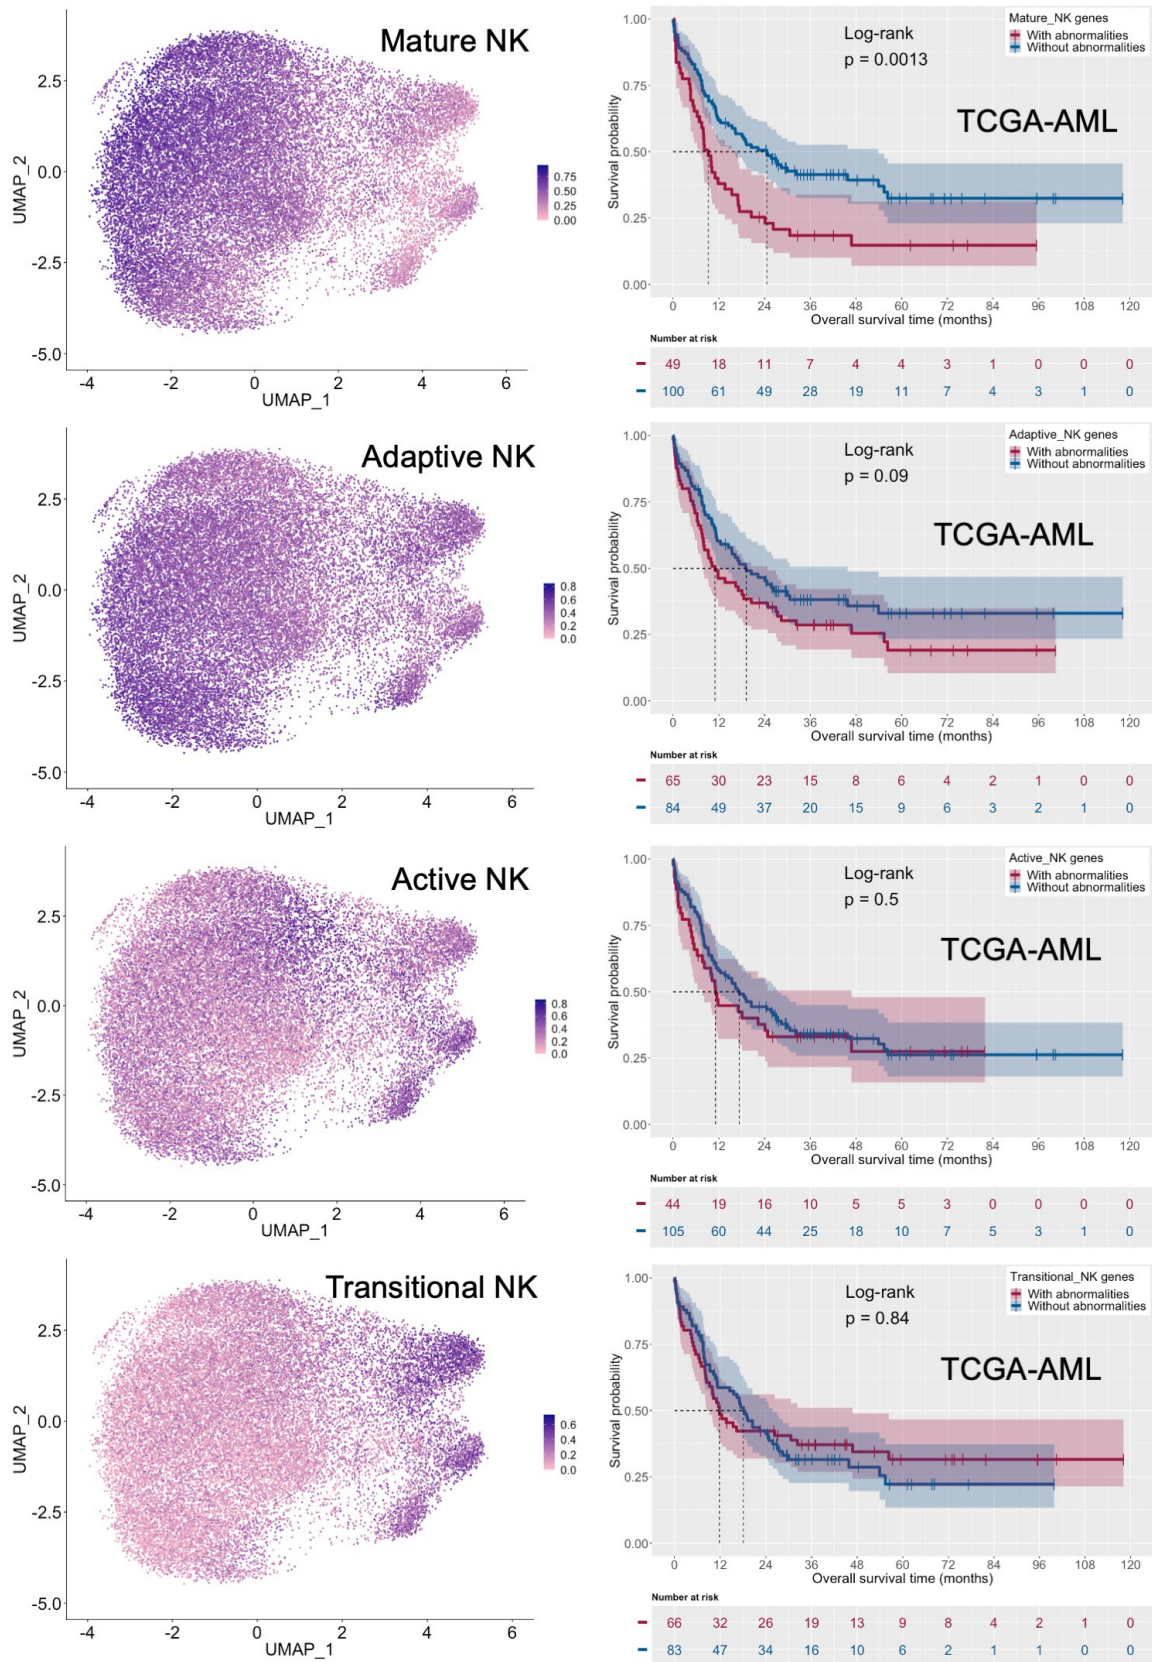 Mature NK
2.5
0.0
-2.5
-5.0
UMAP_2
-4 -2 0 2 4 6
UMAP_1
0.75
0.50
0.25
0.00
Log-rank
p = 0.0013
Mature_NK genes
With abnormalities
Without abnormalities
TCGA-AML
1.00
0.75
0.50
0.25
0.00
Survival probability
0 12 24 36 48 60 72 84 96 108 120
Overall survival time (months)
Number at risk
49 18 11 7 4 4 3 1 0 0 0
100 61 49 28 19 11 7 4 3 1 0
Adaptive NK
2.5
0.0
-2.5
-5.0
UMAP_2
-4 -2 0 2 4 6
UMAP_1
0.8
0.6
0.4
0.2
0.0
Log-rank
p = 0.09
Adaptive_NK genes
With abnormalities
Without abnormalities
TCGA-AML
1.00
0.75
0.50
0.25
0.00
Survival probability
0 12 24 36 48 60 72 84 96 108 120
Overall survival time (months)
Number at risk
65 30 23 15 8 6 4 2 1 0 0
84 49 37 20 15 9 6 3 2 1 0
Active NK
2.5
0.0
-2.5
-5.0
UMAP_2
-4 -2 0 2 4 6
UMAP_1
0.8
0.6
0.4
0.2
0.0
Log-rank
p = 0.5
Active_NK genes
With abnormalities
Without abnormalities
TCGA-AML
1.00
0.75
0.50
0.25
0.00
Survival probability
0 12 24 36 48 60 72 84 96 108 120
Overall survival time (months)
Number at risk
44 19 16 10 5 5 3 0 0 0 0
105 60 44 25 18 10 7 5 3 1 0
Transitional NK
2.5
0.0
-2.5
-5.0
UMAP_2
-4 -2 0 2 4 6
UMAP_1
0.6
0.4
0.2
0.0
Log-rank
p = 0.84
Transitional_NK genes
With abnormalities
Without abnormalities
TCGA-AML
1.00
0.75
0.50
0.25
0.00
Survival probability
0 12 24 36 48 60 72 84 96 108 120
Overall survival time (months)
Number at risk
66 32 26 19 13 9 8 4 2 1 0
83 47 34 16 10 6 2 1 1 0 0